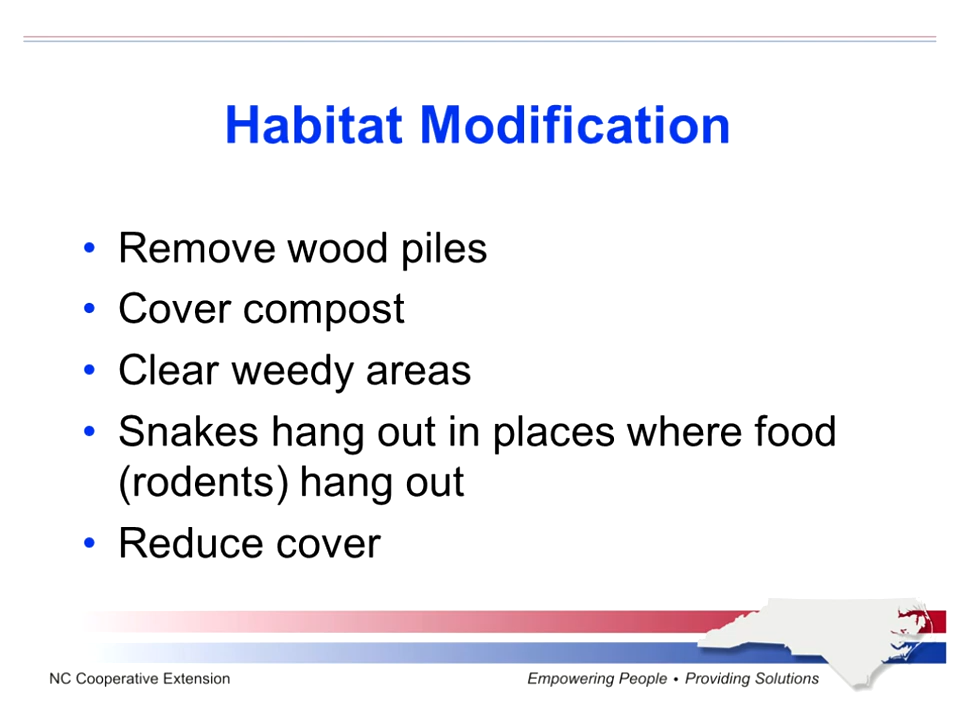 Habitat Modification
• Remove wood piles
• Cover compost
• Clear weedy areas
• Snakes hang out in places where food
(rodents) hang out
• Reduce cover
NC Cooperative Extension
Empowering People • Providing Solutions